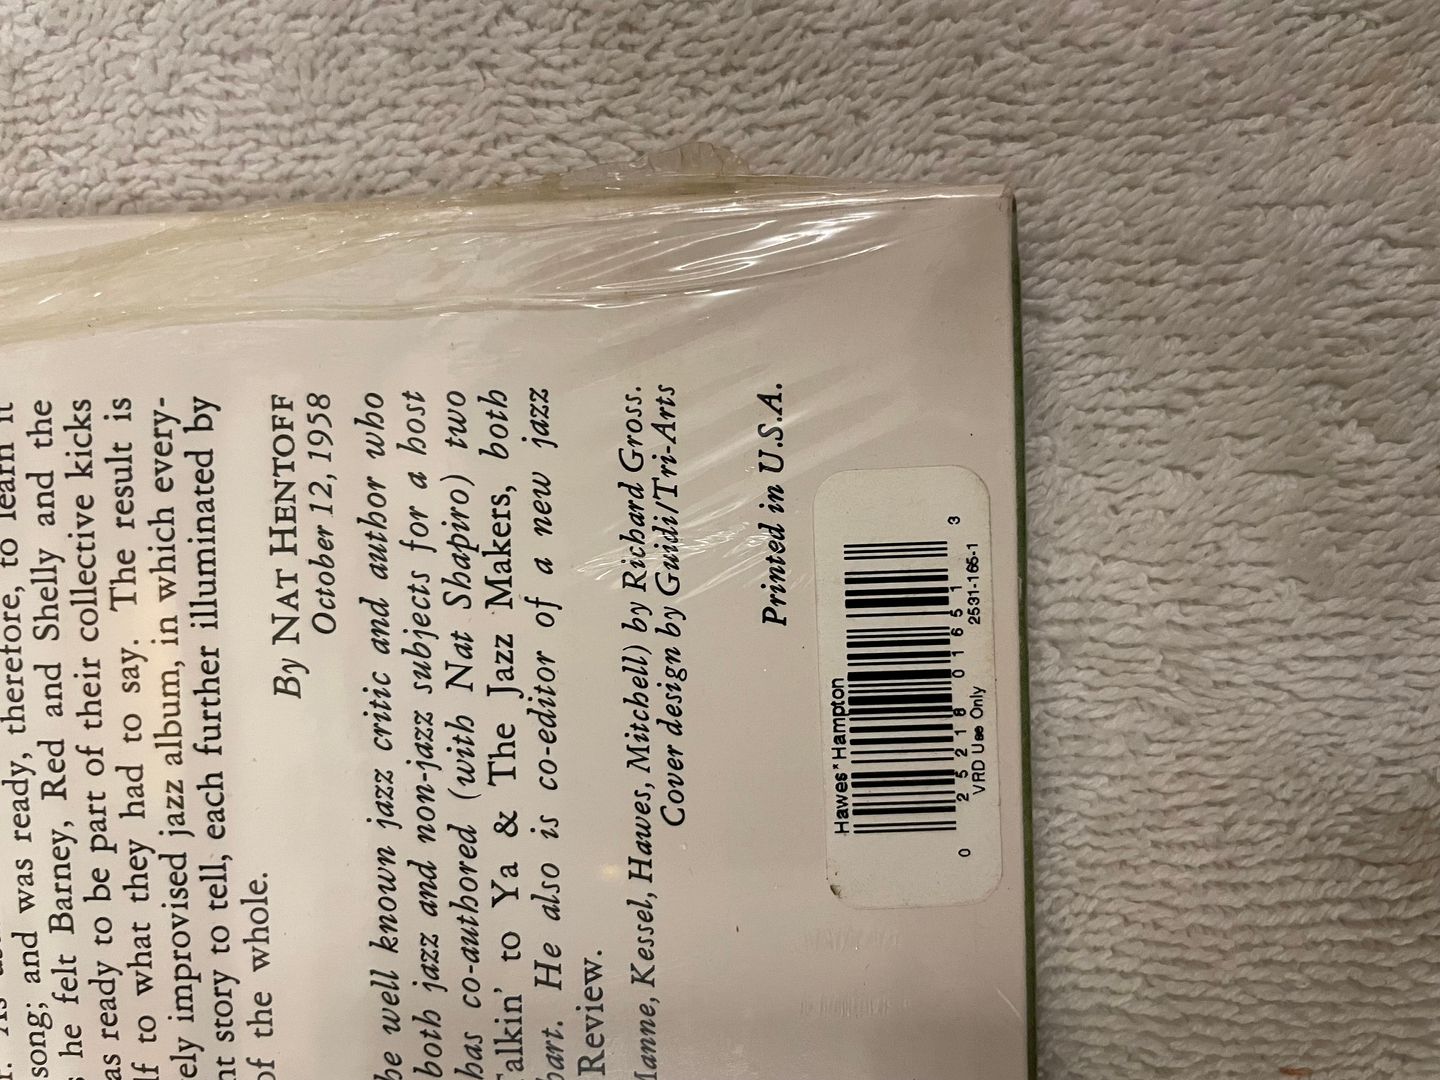 therefore, to learn it
song; and was ready,
he felt Barney, Red and Shelly and the
as ready to be part of their collective kicks
lf to what they had to say. The result is
ely improvised jazz album, in which every-
nt story to tell, each further illuminated by
of the whole.
By NAT HENTOFF
October 12, 1958
he well known jazz critic and author who
both jazz and non-jazz subjects for a host
has co-authored (with Nat Shapiro) two
Talkin' to Ya & The Jazz Makers, both
hart. He also is co-editor of a new jazz
Review.
Manne, Kessel, Hawes, Mitchell) by Richard Gross.
Cover design by Guidi/Tri-Arts
Printed in U.S.A.
Hawes*Hampton
0 25218 01651 3
VRD Use Only 2531-165-1